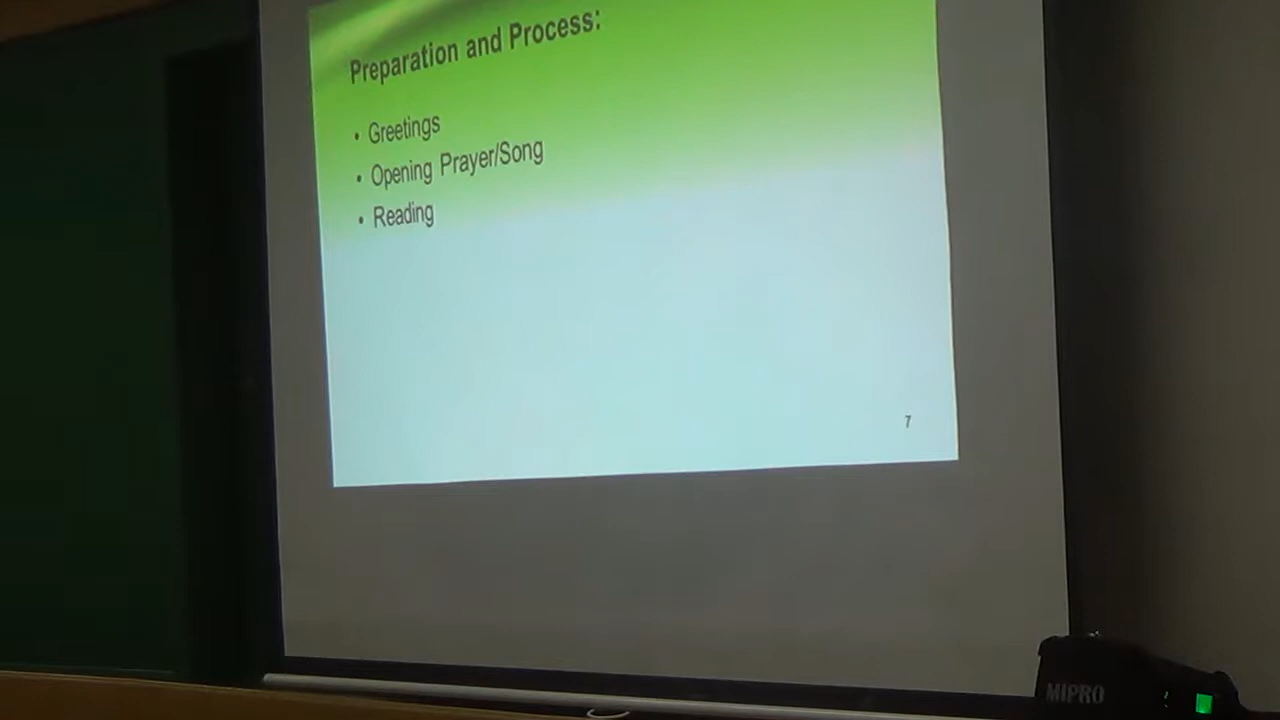 Preparation and Process:
• Greetings
• Opening Prayer/Song
• Reading
7
MIPRO